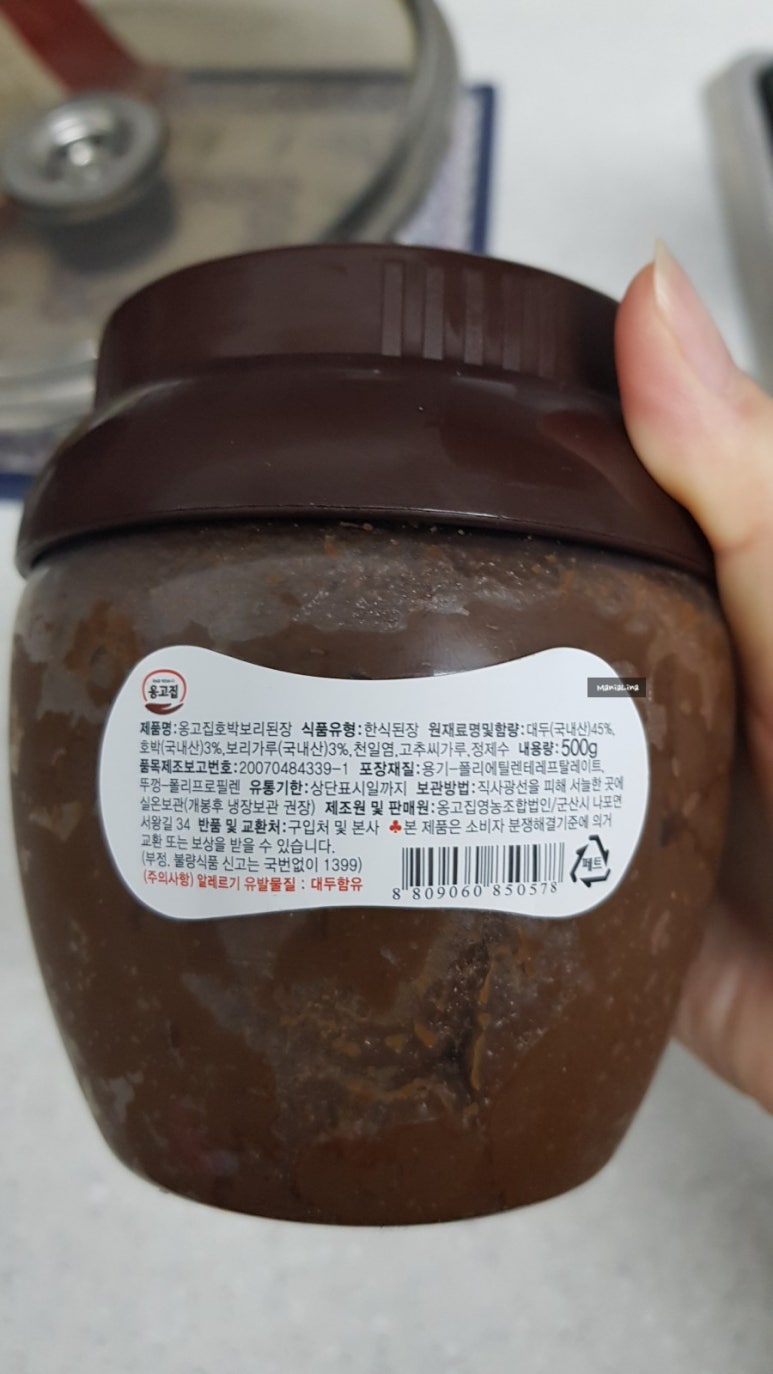 옹고집
ManiaLina
제품명:옹고집호박보리된장 식품유형:한식된장 원재료명및함량:대두(국내산)45%,
호박(국내산)3%,보리가루(국내산)3%,천일염,고추씨가루,정제수 내용량:500g
품목제조보고번호:20070484339-1 포장재질:용기-폴리에틸렌테레프탈레이트,
뚜껑-폴리프로필렌 유통기한:상단표시일까지 보관방법:직사광선을 피해 서늘한 곳에
실온보관(개봉후 냉장보관 권장) 제조원 및 판매원:옹고집영농조합법인/군산시 나포면
서왕길 34 반품 및 교환처:구입처 및 본사 ♣본 제품은 소비자 분쟁해결기준에 의거
교환 또는 보상을 받을 수 있습니다.
(부정, 불량식품 신고는 국번없이 1399)
(주의사항) 알레르기 유발물질 : 대두함유
8 809060 850578
페트